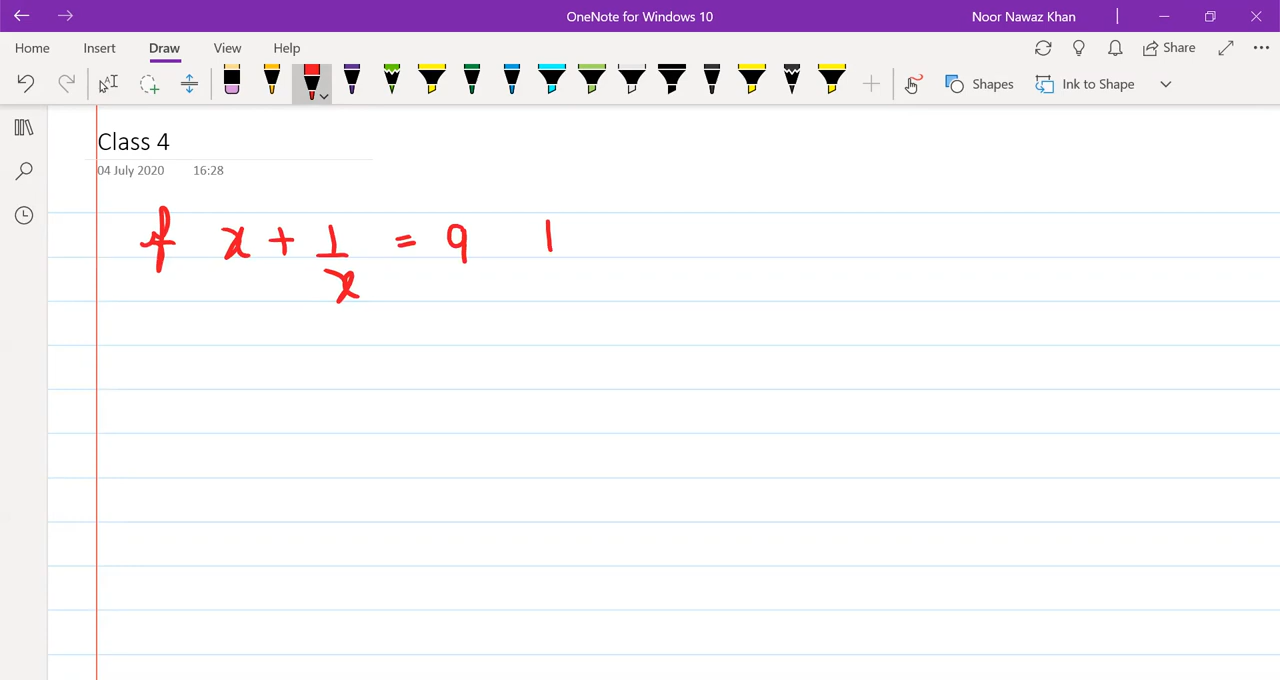 OneNote for Windows 10 Noor Nawaz Khan
Home Insert Draw View Help Share
Shapes Ink to Shape
Class 4
04 July 2020 16:28
If x + 1/x = 9